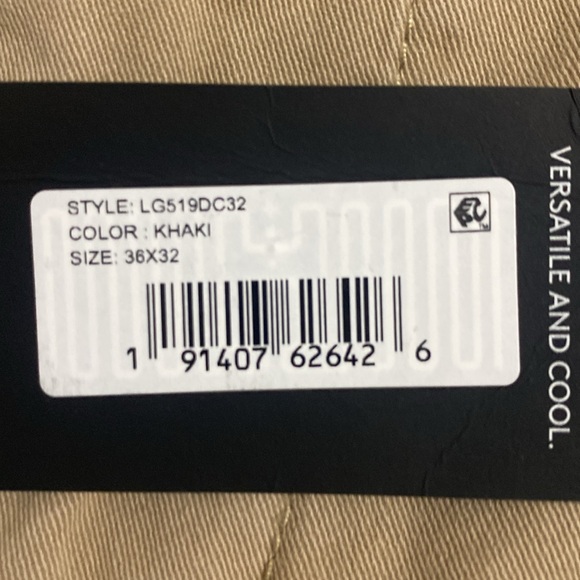 STYLE: LG519DC32
COLOR : KHAKI
SIZE: 36X32
1 91407 62642 6
VERSATILE AND COOL.